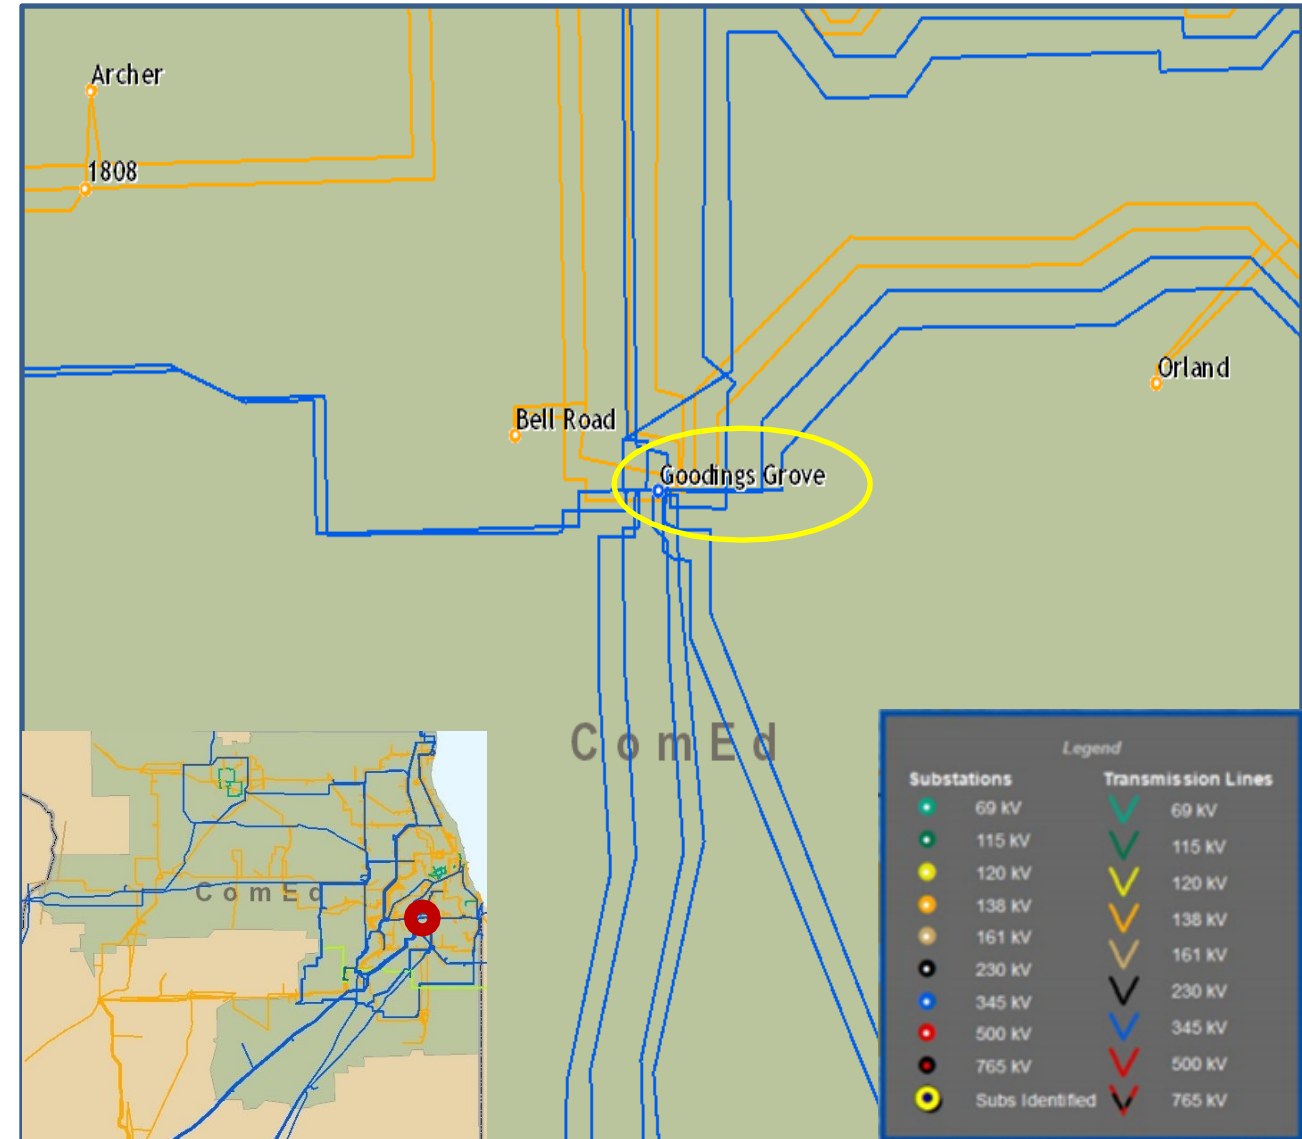 Archer
1808
Orland
Bell Road
Goodings Grove
ComEd
ComEd
Legend
Substations Transmission Lines
69 kV 69 kV
115 kV 115 kV
120 kV 120 kV
138 kV 138 kV
161 kV 161 kV
230 kV 230 kV
345 kV 345 kV
500 kV 500 kV
765 kV
Subs Identified 765 kV